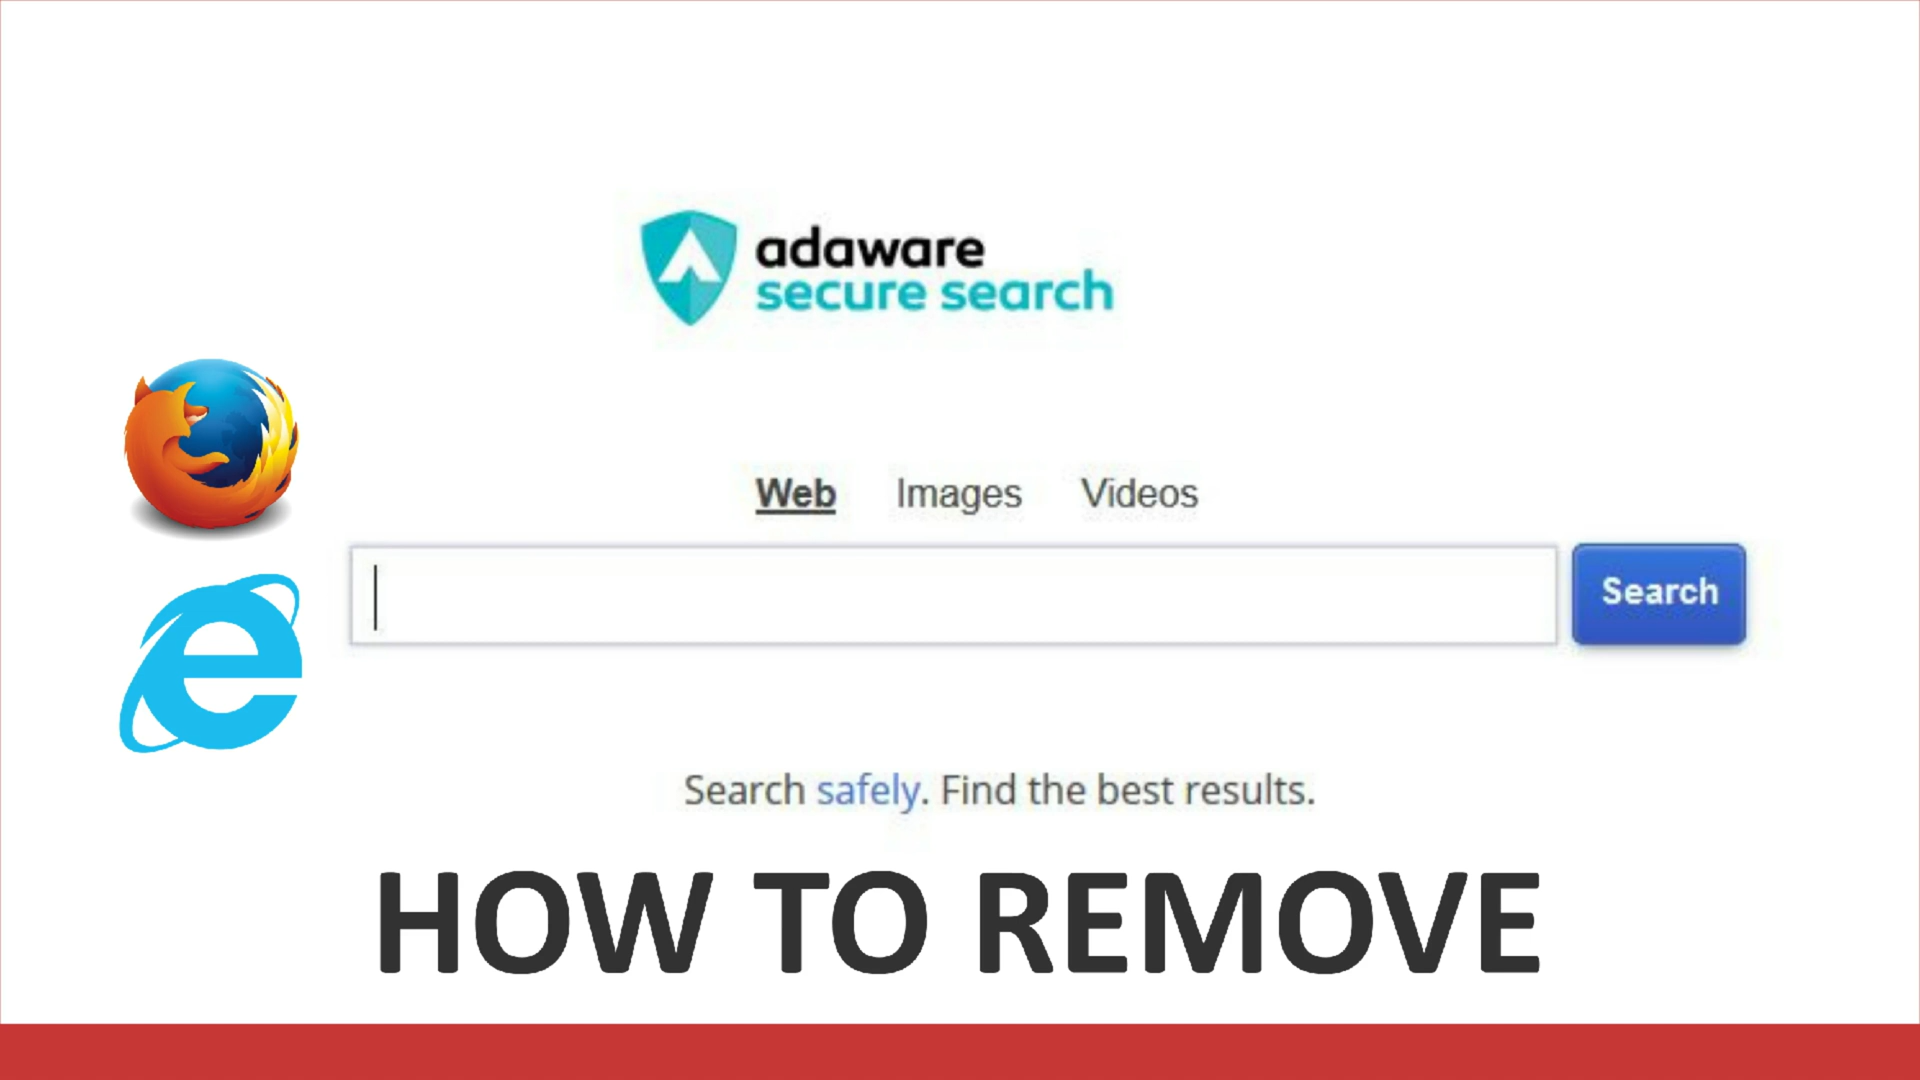 adaware
secure search
Web Images Videos
Search
Search safely. Find the best results.
HOW TO REMOVE